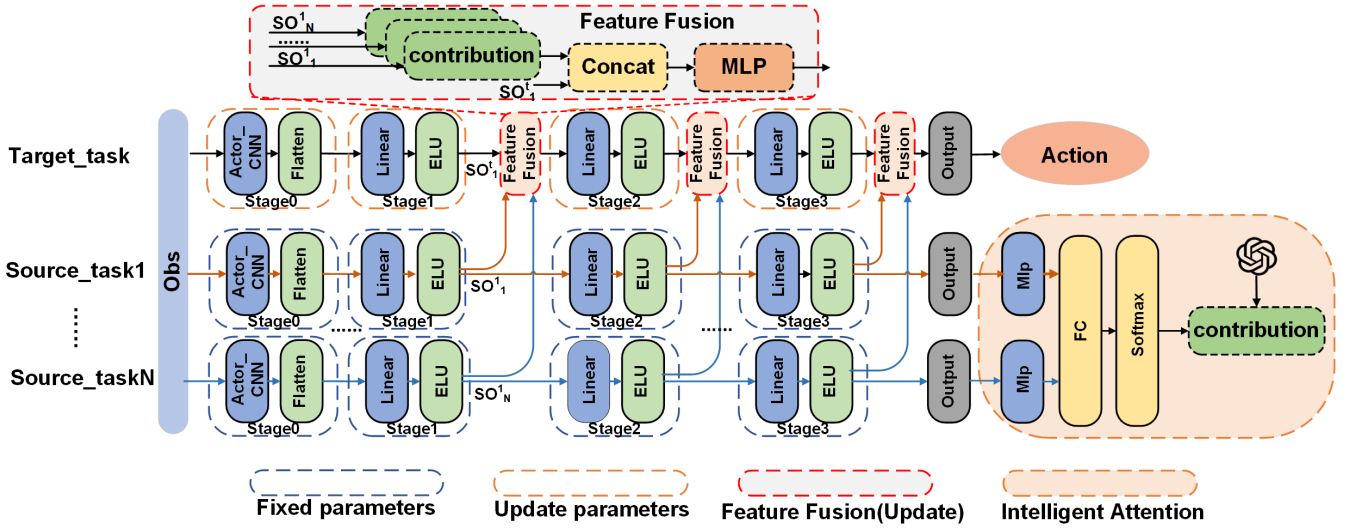 Feature Fusion
SO¹N
......
SO¹1
contribution
Concat
MLP
SOᵗ1
Target_task
Actor_CNN
Flatten
Stage0
Linear
ELU
Stage1
SOᵗ1
Feature Fusion
Linear
ELU
Stage2
Feature Fusion
Linear
ELU
Stage3
Feature Fusion
Output
Action
Obs
Source_task1
Actor_CNN
Flatten
Stage0
Linear
ELU
Stage1
SO¹1
Linear
ELU
Stage2
Linear
ELU
Stage3
Output
Mlp
FC
Softmax
contribution
......
......
......
Source_taskN
Actor_CNN
Flatten
Stage0
Linear
ELU
Stage1
SO¹N
Linear
ELU
Stage2
Linear
ELU
Stage3
Output
Mlp
Fixed parameters
Update parameters
Feature Fusion(Update)
Intelligent Attention